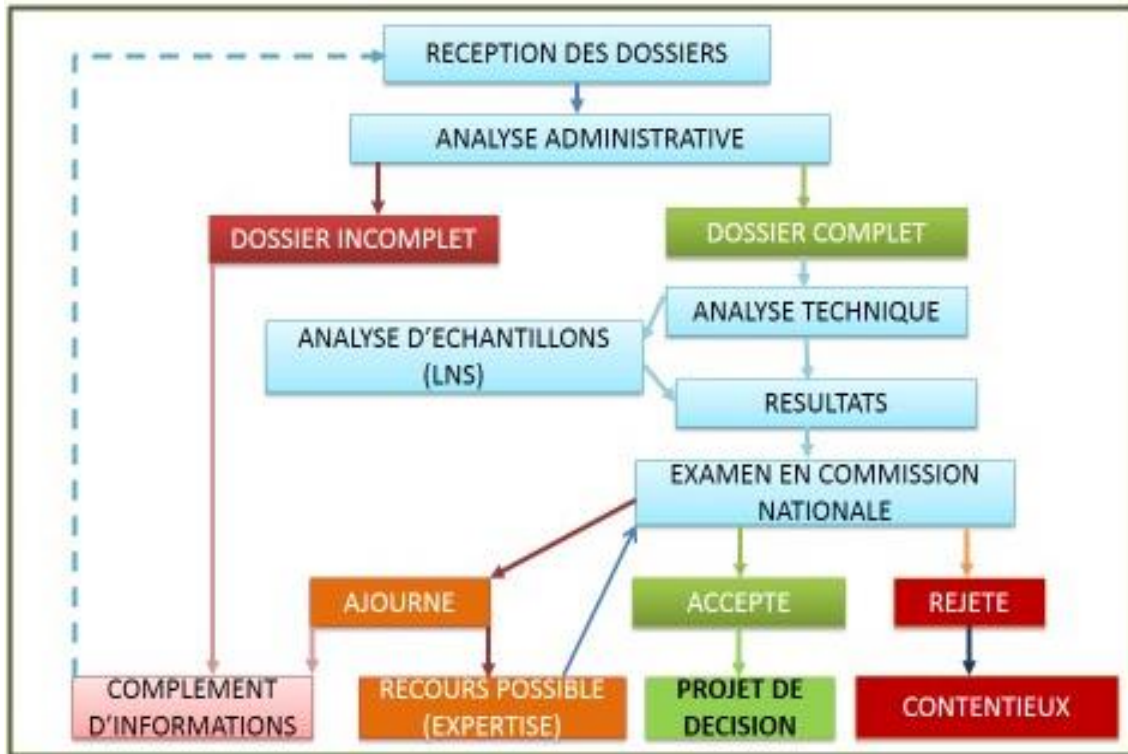 RECEPTION DES DOSSIERS
ANALYSE ADMINISTRATIVE
DOSSIER INCOMPLET
DOSSIER COMPLET
ANALYSE TECHNIQUE
ANALYSE D'ECHANTILLONS
(LNS)
RESULTATS
EXAMEN EN COMMISSION
NATIONALE
AJOURNE
ACCEPTE
REJETE
COMPLEMENT
D'INFORMATIONS
RECOURS POSSIBLE
(EXPERTISE)
PROJET DE
DECISION
CONTENTIEUX